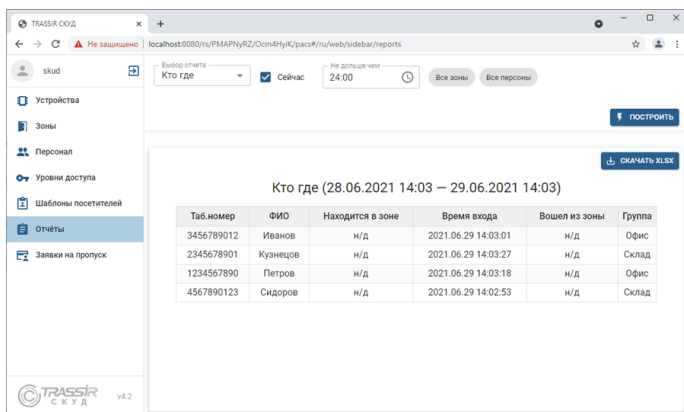 TRASSIR СКУД
Не защищено | localhost:8080/rs/PMAPNyRZ/Ocm4HyiK/pacs#/ru/web/sidebar/reports
skud
Выбор отчета
Кто где
Сейчас
Не дольше чем
24:00
Все зоны
Все персоны
Устройства
Зоны
Персонал
Уровни доступа
Шаблоны посетителей
Отчёты
Заявки на пропуск
ПОСТРОИТЬ
СКАЧАТЬ XLSX
Кто где (28.06.2021 14:03 — 29.06.2021 14:03)
Таб.номер ФИО Находится в зоне Время входа Вошел из зоны Группа
3456789012 Иванов н/д 2021.06.29 14:03:01 н/д Офис
2345678901 Кузнецов н/д 2021.06.29 14:03:27 н/д Склад
1234567890 Петров н/д 2021.06.29 14:03:18 н/д Офис
4567890123 Сидоров н/д 2021.06.29 14:02:53 н/д Склад
TRASSIR
СКУД
v4.2